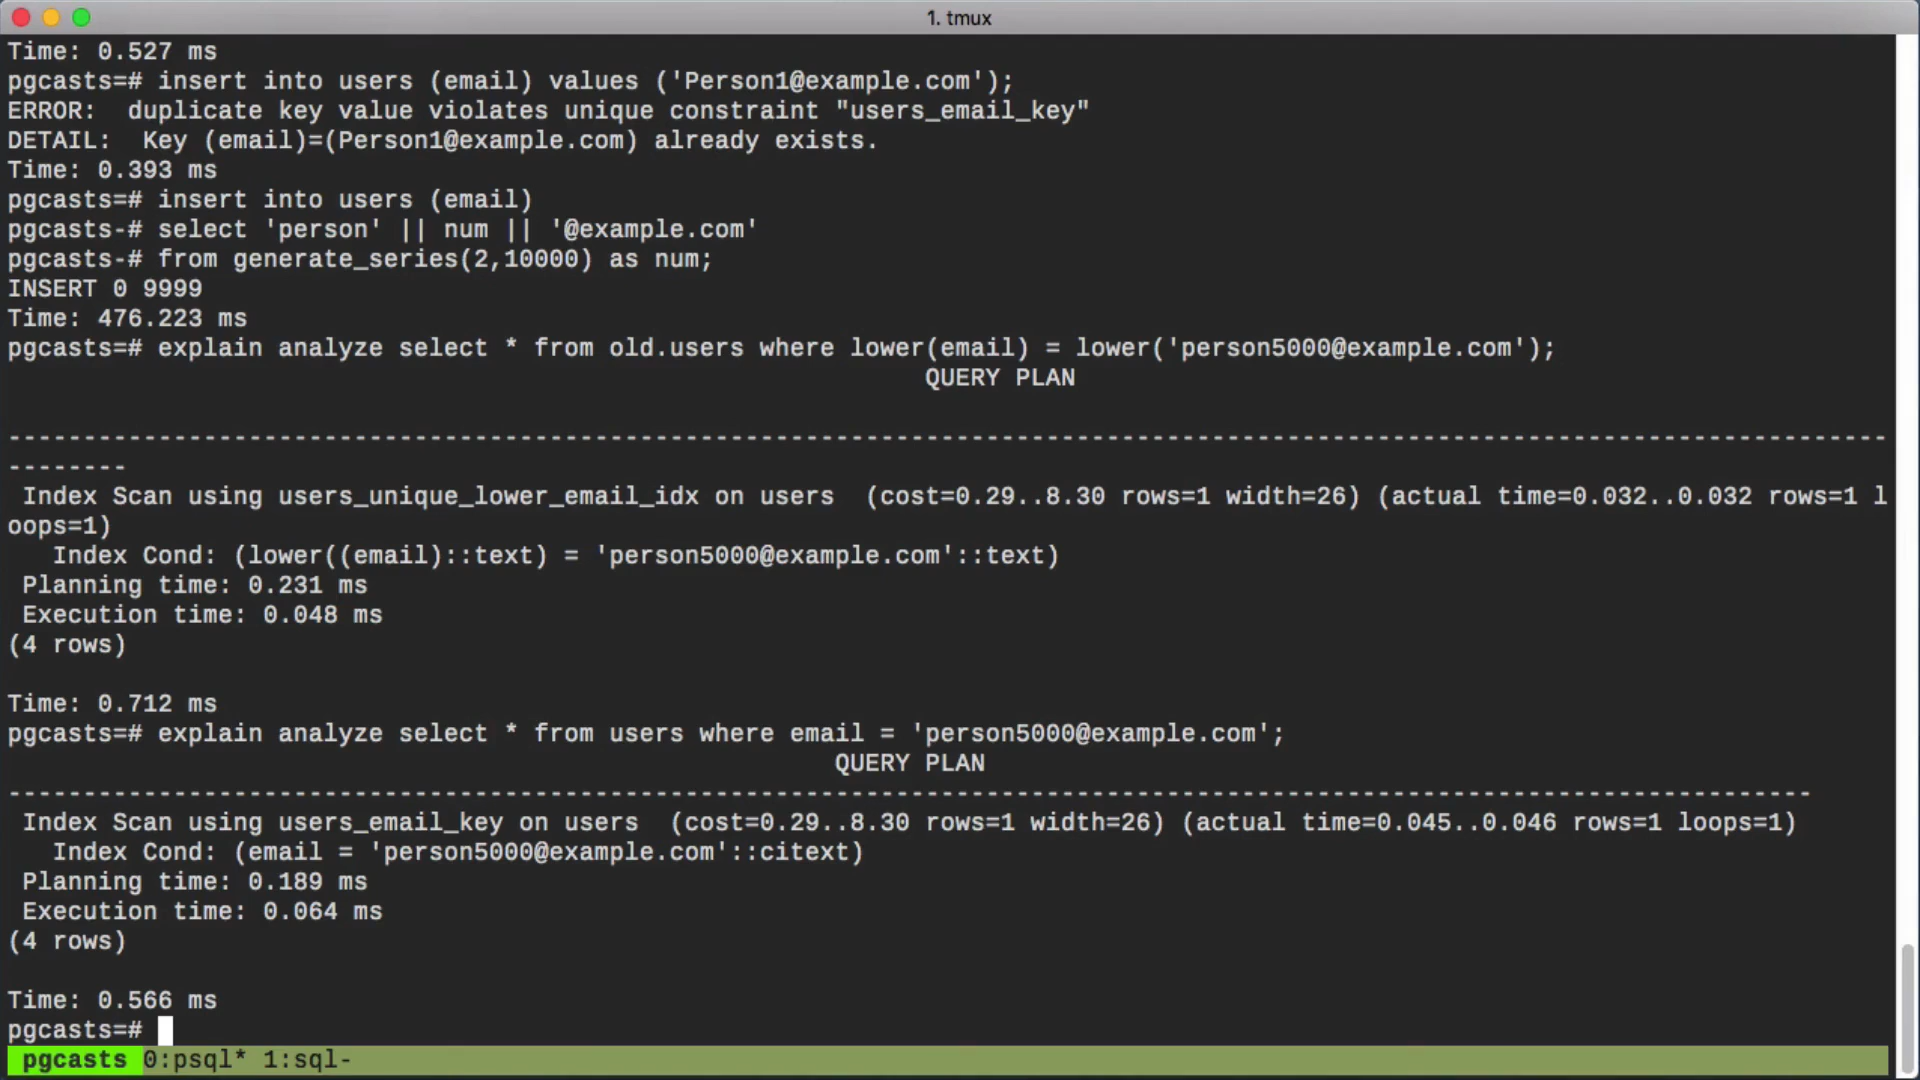 1. tmux
Time: 0.527 ms
pgcasts=# insert into users (email) values ('Person1@example.com');
ERROR:  duplicate key value violates unique constraint "users_email_key"
DETAIL:  Key (email)=(Person1@example.com) already exists.
Time: 0.393 ms
pgcasts=# insert into users (email)
pgcasts-# select 'person' || num || '@example.com'
pgcasts-# from generate_series(2,10000) as num;
INSERT 0 9999
Time: 476.223 ms
pgcasts=# explain analyze select * from old.users where lower(email) = lower('person5000@example.com');
QUERY PLAN
-----------------------------------------------------------------------------------------------------------------------------
--------
Index Scan using users_unique_lower_email_idx on users  (cost=0.29..8.30 rows=1 width=26) (actual time=0.032..0.032 rows=1 l
oops=1)
Index Cond: (lower((email)::text) = 'person5000@example.com'::text)
Planning time: 0.231 ms
Execution time: 0.048 ms
(4 rows)
Time: 0.712 ms
pgcasts=# explain analyze select * from users where email = 'person5000@example.com';
QUERY PLAN
------------------------------------------------------------------------------------------------------------------------
Index Scan using users_email_key on users  (cost=0.29..8.30 rows=1 width=26) (actual time=0.045..0.046 rows=1 loops=1)
Index Cond: (email = 'person5000@example.com'::citext)
Planning time: 0.189 ms
Execution time: 0.064 ms
(4 rows)
Time: 0.566 ms
pgcasts=#
pgcasts 0:psql* 1:sql-